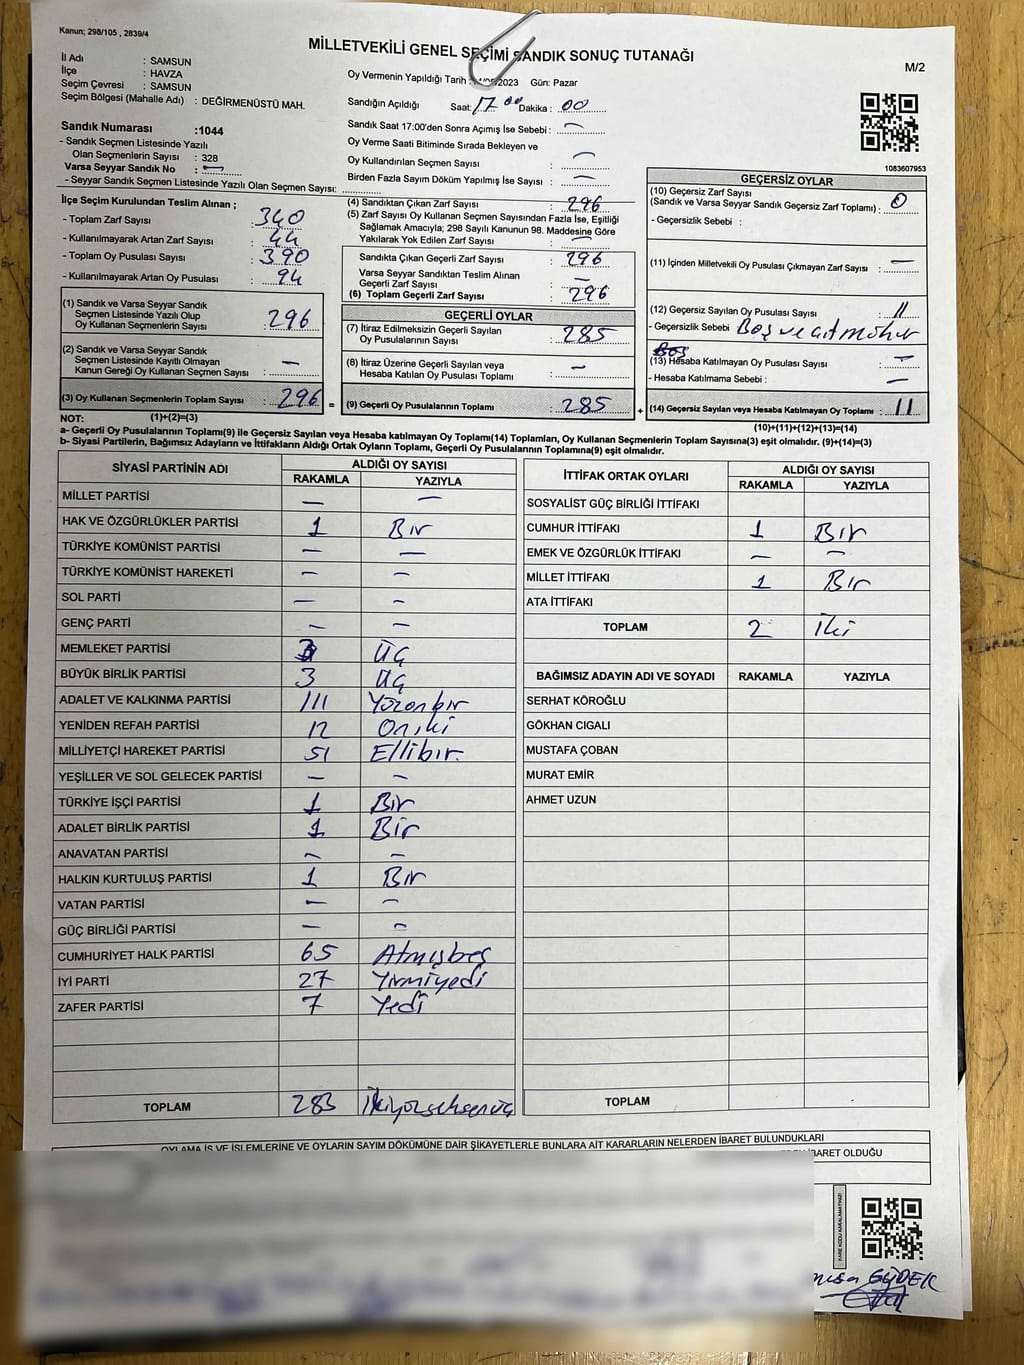 Kanun; 298/105 , 2839/4
MİLLETVEKİLİ GENEL SEÇİMİ SANDIK SONUÇ TUTANAĞI
M/2
İl Adı : SAMSUN
İlçe : HAVZA
Seçim Çevresi : SAMSUN
Seçim Bölgesi (Mahalle Adı) : DEĞİRMENÜSTÜ MAH.
Sandık Numarası :1044
- Sandık Seçmen Listesinde Yazılı
Olan Seçmenlerin Sayısı : 328
Varsa Seyyar Sandık No : —
- Seyyar Sandık Seçmen Listesinde Yazılı Olan Seçmen Sayısı:
Oy Vermenin Yapıldığı Tarih : 2023 Gün: Pazar
Sandığın Açıldığı Saat: 17 00 Dakika : 00
Sandık Saat 17:00'den Sonra Açımış İse Sebebi : —
Oy Verme Saati Bitiminde Sırada Bekleyen ve
Oy Kullandırılan Seçmen Sayısı : —
Birden Fazla Sayım Döküm Yapılmış İse Sayısı : —
1083607953
İlçe Seçim Kurulundan Teslim Alınan ;
- Toplam Zarf Sayısı : 340
- Kullanılmayarak Artan Zarf Sayısı : 44
- Toplam Oy Pusulası Sayısı : 390
- Kullanılmayarak Artan Oy Pusulası : 94
(1) Sandık ve Varsa Seyyar Sandık
Seçmen Listesinde Yazılı Olup
Oy Kullanan Seçmenlerin Sayısı : 296
(2) Sandık ve Varsa Seyyar Sandık
Seçmen Listesinde Kayıtlı Olmayan
Kanun Gereği Oy Kullanan Seçmen Sayısı : —
(3) Oy Kullanan Seçmenlerin Toplam Sayısı : 296 =
(4) Sandıktan Çıkan Zarf Sayısı : 296
(5) Zarf Sayısı Oy Kullanan Seçmen Sayısından Fazla İse, Eşitliği
Sağlamak Amacıyla; 298 Sayılı Kanunun 98. Maddesine Göre
Yakılarak Yok Edilen Zarf Sayısı : —
Sandıkta Çıkan Geçerli Zarf Sayısı : 296
Varsa Seyyar Sandıktan Teslim Alınan
Geçerli Zarf Sayısı : —
(6) Toplam Geçerli Zarf Sayısı : 296
GEÇERLİ OYLAR
(7) İtiraz Edilmeksizin Geçerli Sayılan
Oy Pusulalarının Sayısı : 285
(8) İtiraz Üzerine Geçerli Sayılan veya
Hesaba Katılan Oy Pusulası Toplamı : —
(9) Geçerli Oy Pusulalarının Toplamı : 285 +
GEÇERSİZ OYLAR
(10) Geçersiz Zarf Sayısı
(Sandık ve Varsa Seyyar Sandık Geçersiz Zarf Toplamı) : 0
- Geçersizlik Sebebi :
(11) İçinden Milletvekili Oy Pusulası Çıkmayan Zarf Sayısı : —
(12) Geçersiz Sayılan Oy Pusulası Sayısı : 11
- Geçersizlik Sebebi : Boş ve
(13) Hesaba Katılmayan Oy Pusulası Sayısı : —
- Hesaba Katılmama Sebebi : —
(14) Geçersiz Sayılan veya Hesaba Katılmayan Oy Toplamı : 11
NOT: (1)+(2)=(3)
(10)+(11)+(12)+(13)=(14)
a- Geçerli Oy Pusulalarının Toplamı(9) ile Geçersiz Sayılan veya Hesaba katılmayan Oy Toplamı(14) Toplamları, Oy Kullanan Seçmenlerin Toplam Sayısına(3) eşit olmalıdır. (9)+(14)=(3)
b- Siyasi Partilerin, Bağımsız Adayların ve İttifakların Aldığı Ortak Oyların Toplamı, Geçerli Oy Pusulalarının Toplamına(9) eşit olmalıdır.
SİYASİ PARTİNİN ADI ALDIĞI OY SAYISI
RAKAMLA YAZIYLA
MİLLET PARTİSİ — —
HAK VE ÖZGÜRLÜKLER PARTİSİ 1 Bir
TÜRKİYE KOMÜNİST PARTİSİ — —
TÜRKİYE KOMÜNİST HAREKETİ — —
SOL PARTİ — —
GENÇ PARTİ — —
MEMLEKET PARTİSİ 3 Üç
BÜYÜK BİRLİK PARTİSİ 3 Üç
ADALET VE KALKINMA PARTİSİ 111 Yüzonbir
YENİDEN REFAH PARTİSİ 12 Oniki
MİLLİYETÇİ HAREKET PARTİSİ 51 Ellibir.
YEŞİLLER VE SOL GELECEK PARTİSİ — —
TÜRKİYE İŞÇİ PARTİSİ 1 Bir
ADALET BİRLİK PARTİSİ 1 Bir
ANAVATAN PARTİSİ — —
HALKIN KURTULUŞ PARTİSİ 1 Bir
VATAN PARTİSİ — —
GÜÇ BİRLİĞİ PARTİSİ — —
CUMHURİYET HALK PARTİSİ 65 Atmışbeş
İYİ PARTİ 27 Yirmiyedi
ZAFER PARTİSİ 7 Yedi
TOPLAM 283 İkiyüzseksenüç
İTTİFAK ORTAK OYLARI ALDIĞI OY SAYISI
RAKAMLA YAZIYLA
SOSYALİST GÜÇ BİRLİĞİ İTTİFAKI
CUMHUR İTTİFAKI 1 Bir
EMEK VE ÖZGÜRLÜK İTTİFAKI — —
MİLLET İTTİFAKI 1 Bir
ATA İTTİFAKI
TOPLAM 2 İki
BAĞIMSIZ ADAYIN ADI VE SOYADI RAKAMLA YAZIYLA
SERHAT KÖROĞLU
GÖKHAN CIGALI
MUSTAFA ÇOBAN
MURAT EMİR
AHMET UZUN
TOPLAM
OYLAMA İŞ VE İŞLEMLERİNE VE OYLARIN SAYIM DÖKÜMÜNE DAİR ŞİKAYETLERLE BUNLARA AİT KARARLARIN NELERDEN İBARET BULUNDUKLARI
İBARET OLDUĞU